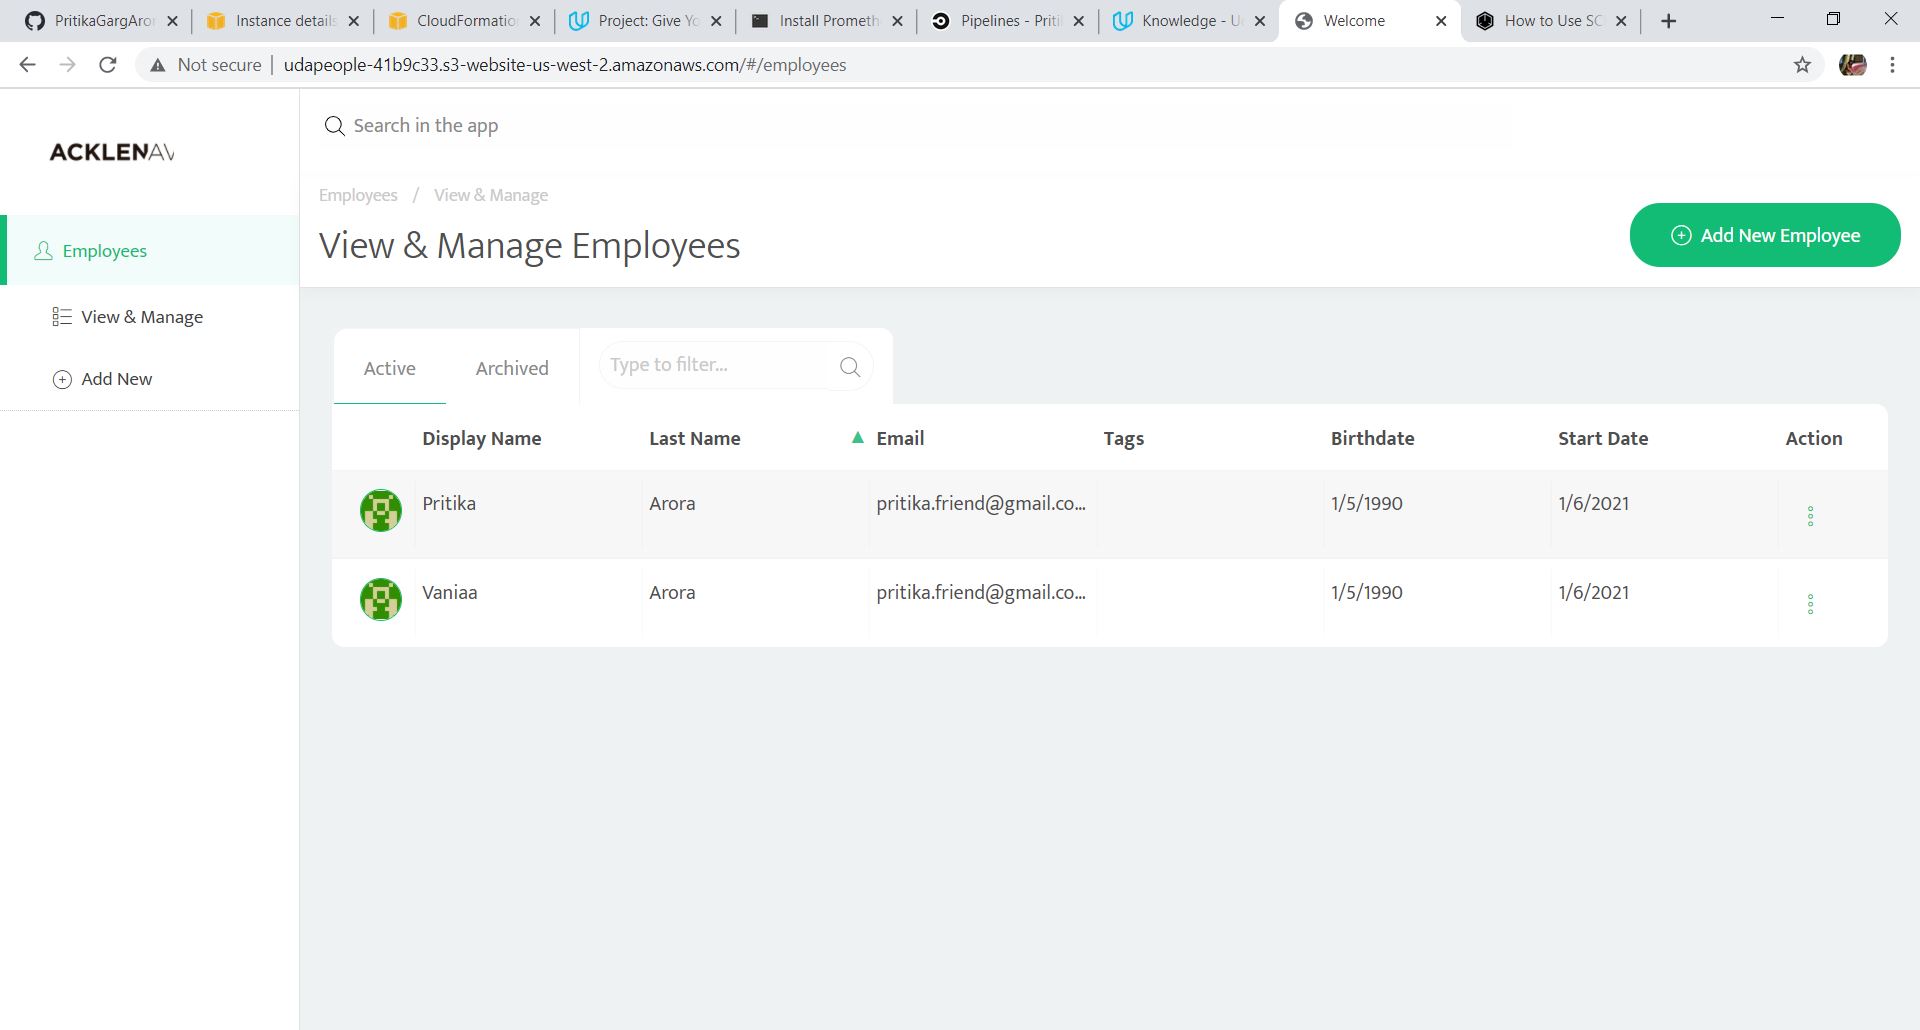 PritikaGargAror
Instance details
CloudFormatio
Project: Give Yo
Install Prometh
Pipelines - Priti
Knowledge - U
Welcome
How to Use SC
Not secure udapeople-41b9c33.s3-website-us-west-2.amazonaws.com/#/employees
ACKLENAV
Search in the app
Employees / View & Manage
View & Manage Employees
Add New Employee
Employees
View & Manage
Add New
Active Archived Type to filter...
Display Name Last Name Email Tags Birthdate Start Date Action
Pritika Arora pritika.friend@gmail.co... 1/5/1990 1/6/2021
Vaniaa Arora pritika.friend@gmail.co... 1/5/1990 1/6/2021